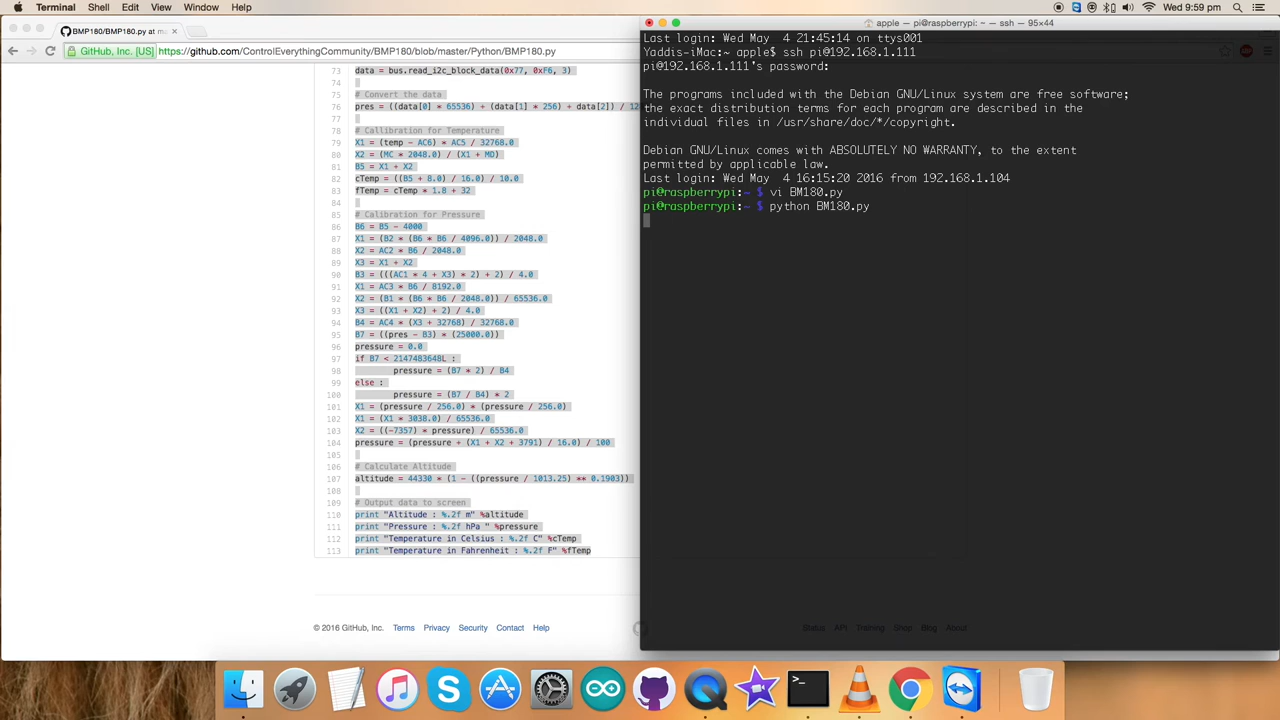 Terminal Shell Edit View Window Help
Wed 9:59 pm
BMP180/BMP180.py at ma
GitHub, Inc. [US] https://github.com/ControlEverythingCommunity/BMP180/blob/master/Python/BMP180.py
73 data = bus.read_i2c_block_data(0x77, 0xF6, 3)
74
75 # Convert the data
76 pres = ((data[0] * 65536) + (data[1] * 256) + data[2]) / 12
77
78 # Callibration for Temperature
79 X1 = (temp - AC6) * AC5 / 32768.0
80 X2 = (MC * 2048.0) / (X1 + MD)
81 B5 = X1 + X2
82 cTemp = ((B5 + 8.0) / 16.0) / 10.0
83 fTemp = cTemp * 1.8 + 32
84
85 # Calibration for Pressure
86 B6 = B5 - 4000
87 X1 = (B2 * (B6 * B6 / 4096.0)) / 2048.0
88 X2 = AC2 * B6 / 2048.0
89 X3 = X1 + X2
90 B3 = (((AC1 * 4 + X3) * 2) + 2) / 4.0
91 X1 = AC3 * B6 / 8192.0
92 X2 = (B1 * (B6 * B6 / 2048.0)) / 65536.0
93 X3 = ((X1 + X2) + 2) / 4.0
94 B4 = AC4 * (X3 + 32768) / 32768.0
95 B7 = ((pres - B3) * (25000.0))
96 pressure = 0.0
97 if B7 < 2147483648L :
98 pressure = (B7 * 2) / B4
99 else :
100 pressure = (B7 / B4) * 2
101 X1 = (pressure / 256.0) * (pressure / 256.0)
102 X1 = (X1 * 3038.0) / 65536.0
103 X2 = ((-7357) * pressure) / 65536.0
104 pressure = (pressure + (X1 + X2 + 3791) / 16.0) / 100
105
106 # Calculate Altitude
107 altitude = 44330 * (1 - ((pressure / 1013.25) ** 0.1903))
108
109 # Output data to screen
110 print "Altitude : %.2f m" %altitude
111 print "Pressure : %.2f hPa " %pressure
112 print "Temperature in Celsius : %.2f C" %cTemp
113 print "Temperature in Fahrenheit : %.2f F" %fTemp
© 2016 GitHub, Inc. Terms Privacy Security Contact Help
Status API Training Shop Blog About
apple — pi@raspberrypi: ~ — ssh — 95×44
Last login: Wed May  4 21:45:14 on ttys001
Yaddis-iMac:~ apple$ ssh pi@192.168.1.111
pi@192.168.1.111's password:
The programs included with the Debian GNU/Linux system are free software;
the exact distribution terms for each program are described in the
individual files in /usr/share/doc/*/copyright.
Debian GNU/Linux comes with ABSOLUTELY NO WARRANTY, to the extent
permitted by applicable law.
Last login: Wed May  4 16:13:23 2016 from 192.168.1.104
pi@raspberrypi:~ $ vi BM180.py
pi@raspberrypi:~ $ python BM180.py